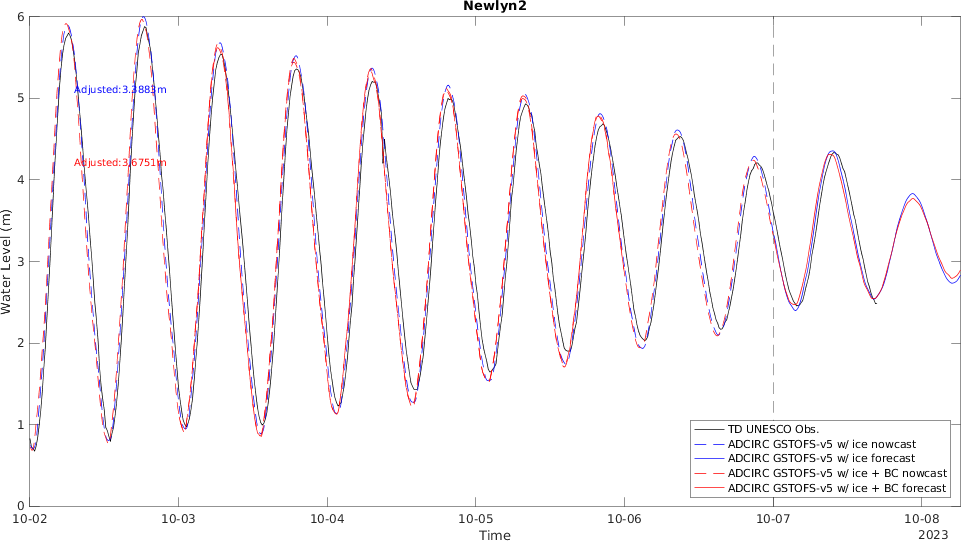 Newlyn2
6
5
4
3
2
1
0
Water Level (m)
Adjusted:3.3883m
Adjusted:3.6751m
TD UNESCO Obs.
ADCIRC GSTOFS-v5 w/ ice nowcast
ADCIRC GSTOFS-v5 w/ ice forecast
ADCIRC GSTOFS-v5 w/ ice + BC nowcast
ADCIRC GSTOFS-v5 w/ ice + BC forecast
10-02 10-03 10-04 10-05 10-06 10-07 10-08
Time
2023